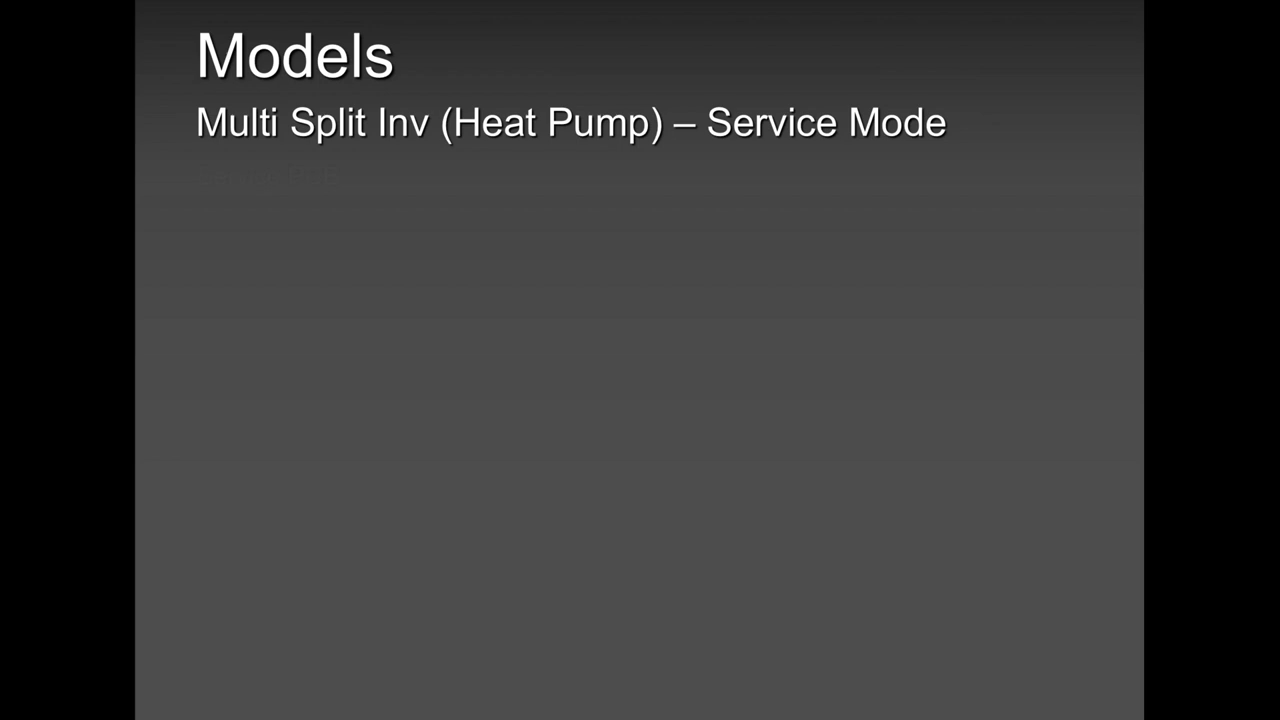 Models
Multi Split Inv (Heat Pump) – Service Mode